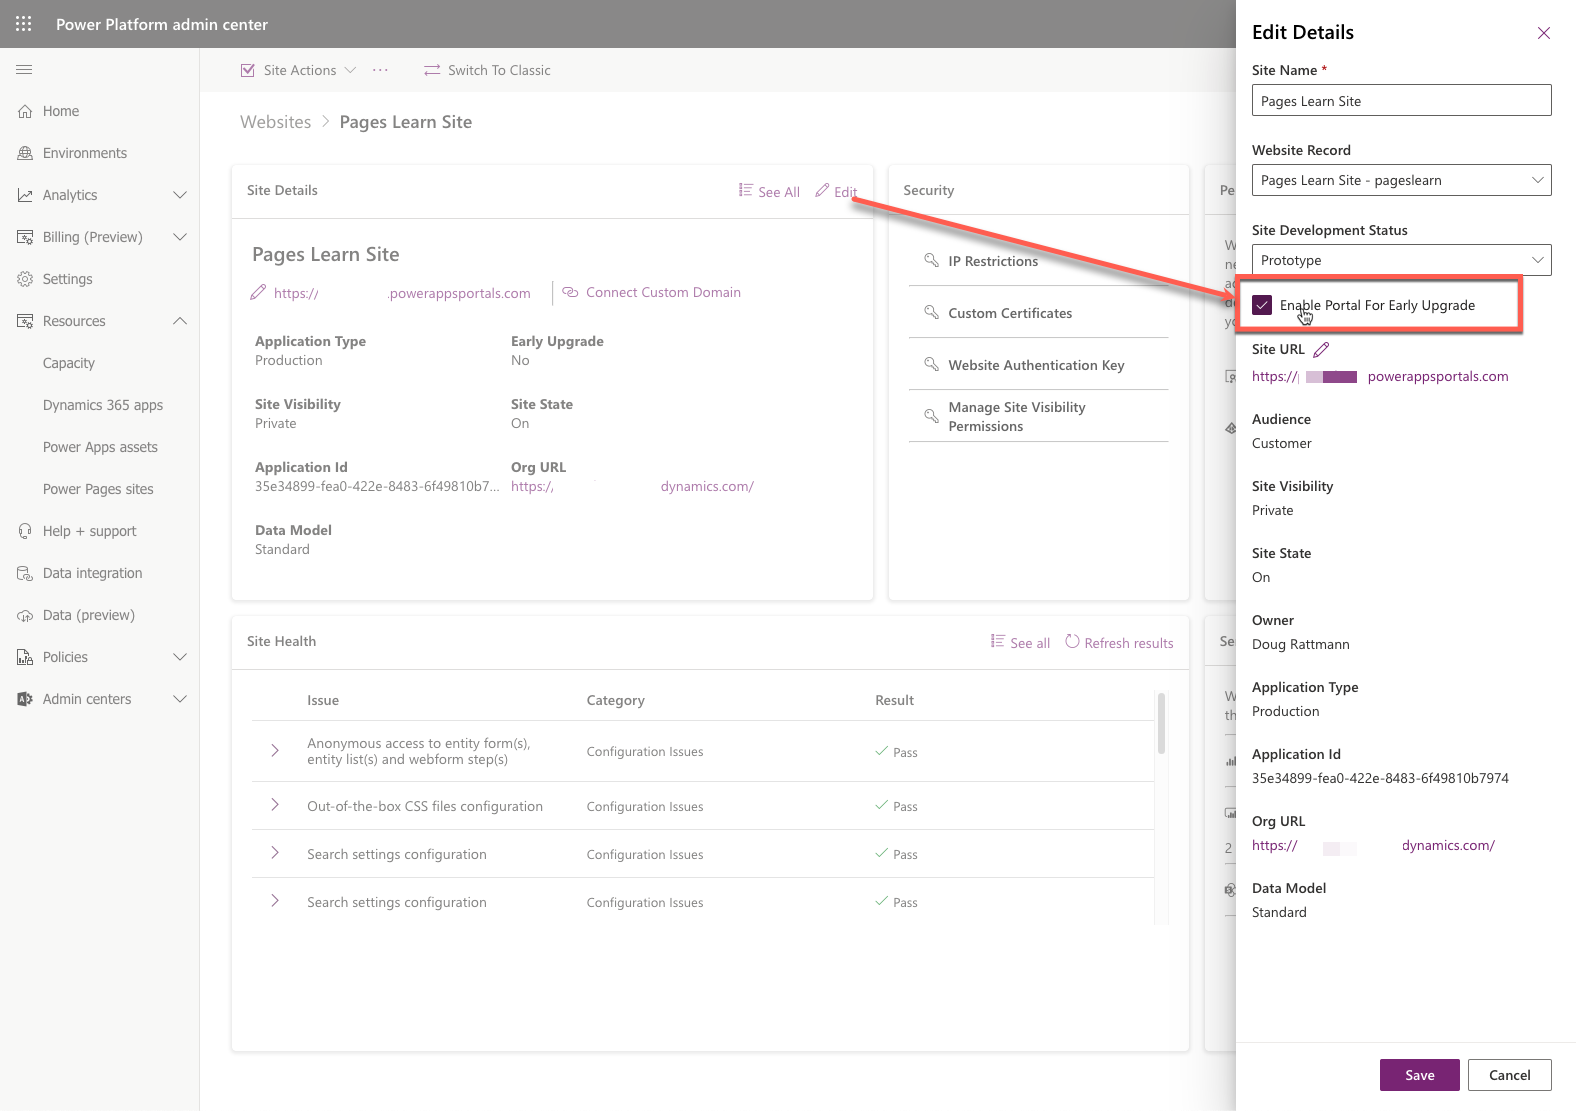 Power Platform admin center
Home
Environments
Analytics
Billing (Preview)
Settings
Resources
Capacity
Dynamics 365 apps
Power Apps assets
Power Pages sites
Help + support
Data integration
Data (preview)
Policies
Admin centers
Site Actions
Switch To Classic
Websites > Pages Learn Site
Site Details
See All
Edit
Pages Learn Site
https:// .powerappsportals.com
Connect Custom Domain
Application Type
Production
Early Upgrade
No
Site Visibility
Private
Site State
On
Application Id
35e34899-fea0-422e-8483-6f49810b7...
Org URL
https:/, dynamics.com/
Data Model
Standard
Security
IP Restrictions
Custom Certificates
Website Authentication Key
Manage Site Visibility
Permissions
Site Health
See all
Refresh results
Issue Category Result
Anonymous access to entity form(s),
entity list(s) and webform step(s)
Configuration Issues
Pass
Out-of-the-box CSS files configuration
Configuration Issues
Pass
Search settings configuration
Configuration Issues
Pass
Search settings configuration
Configuration Issues
Pass
Edit Details
Site Name *
Pages Learn Site
Website Record
Pages Learn Site - pageslearn
Site Development Status
Prototype
Enable Portal For Early Upgrade
Site URL
https:// powerappsportals.com
Audience
Customer
Site Visibility
Private
Site State
On
Owner
Doug Rattmann
Application Type
Production
Application Id
35e34899-fea0-422e-8483-6f49810b7974
Org URL
https:// dynamics.com/
Data Model
Standard
Save
Cancel